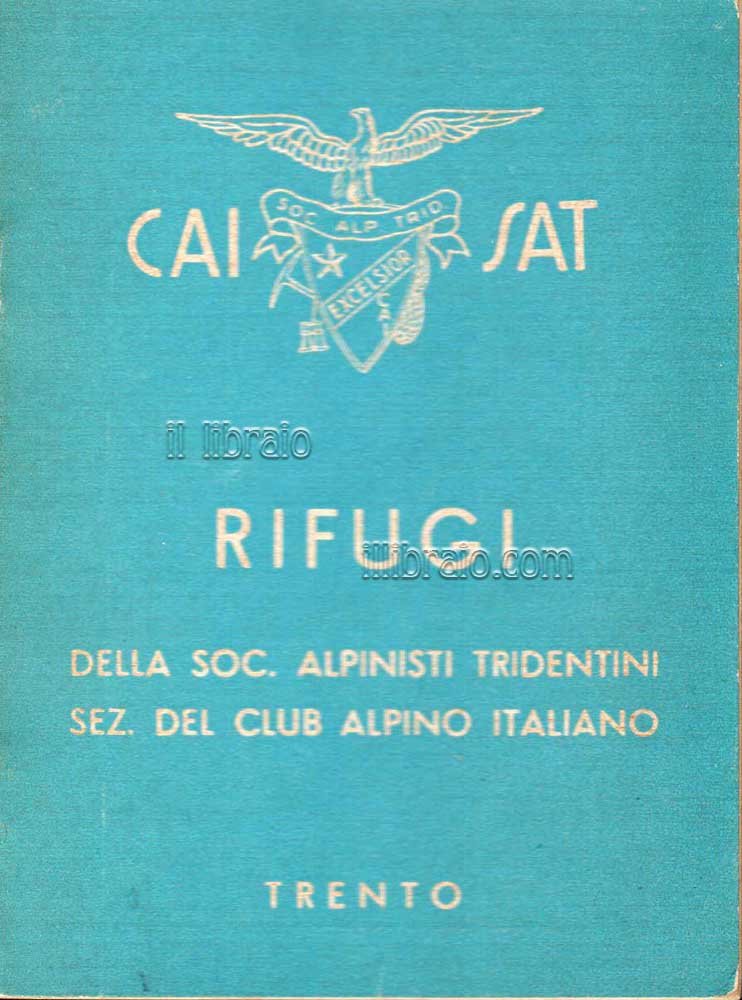 CAI SAT
SOC ALP. TRID
EXCELSIOR
CAI
il libraio
RIFUGI
illibraio.com
DELLA SOC. ALPINISTI TRIDENTINI
SEZ. DEL CLUB ALPINO ITALIANO
TRENTO